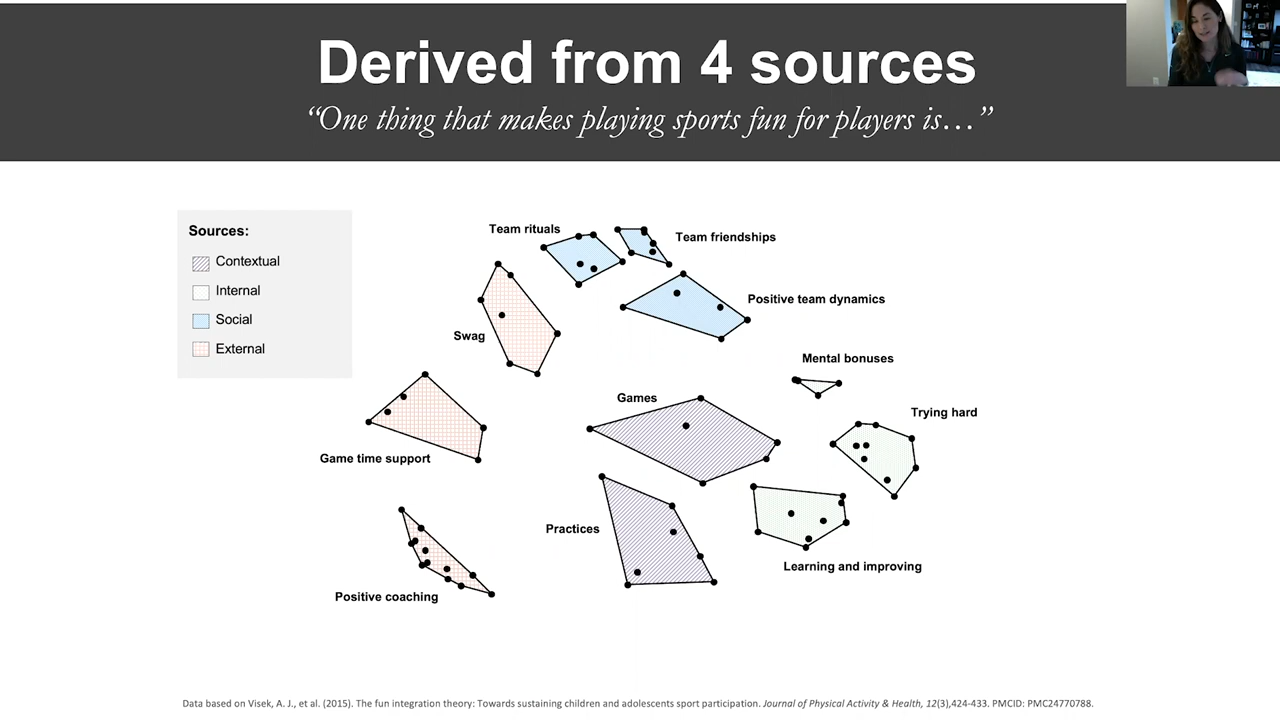 Derived from 4 sources
“One thing that makes playing sports fun for players is…”
Sources:
Contextual
Internal
Social
External
Team rituals
Team friendships
Positive team dynamics
Swag
Mental bonuses
Games
Trying hard
Game time support
Practices
Learning and improving
Positive coaching
Data based on Visek, A. J., et al. (2015). The fun integration theory: Towards sustaining children and adolescents sport participation. Journal of Physical Activity & Health, 12(3),424-433. PMCID: PMC24770788.